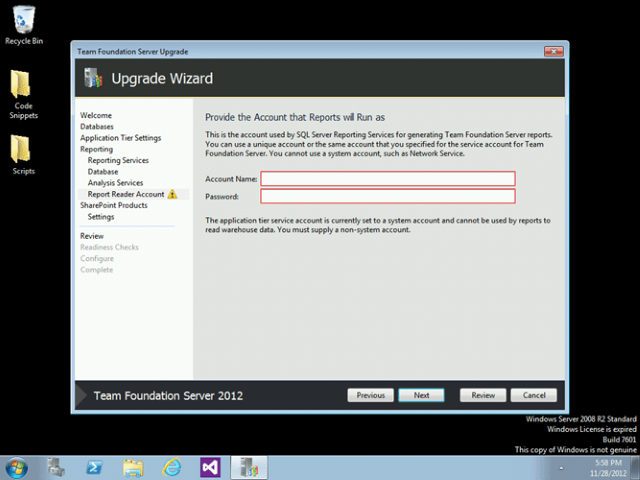 Recycle Bin
Code
Snippets
Scripts
Team Foundation Server Upgrade
Upgrade Wizard
Welcome
Databases
Application Tier Settings
Reporting
Reporting Services
Database
Analysis Services
Report Reader Account
SharePoint Products
Settings
Review
Readiness Checks
Configure
Complete
Provide the Account that Reports will Run as
This is the account used by SQL Server Reporting Services for generating Team Foundation Server reports.
You can use a unique account or the same account that you specified for the service account for Team
Foundation Server. You cannot use a system account, such as Network Service.
Account Name:
Password:
The application tier service account is currently set to a system account and cannot be used by reports to
read warehouse data. You must supply a non-system account.
Team Foundation Server 2012
Previous
Next
Review
Cancel
Windows Server 2008 R2 Standard
Windows License is expired
Build 7601
This copy of Windows is not genuine
5:58 PM
11/28/2012